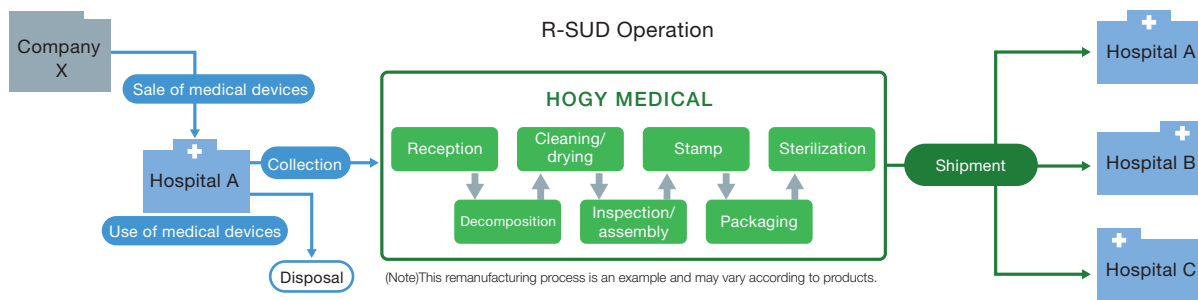 R-SUD Operation
Company
X
Sale of medical devices
Hospital A
Use of medical devices
Collection
Disposal
HOGY MEDICAL
Reception
Decomposition
Cleaning/
drying
Inspection/
assembly
Stamp
Packaging
Sterilization
(Note)This remanufacturing process is an example and may vary according to products.
Shipment
Hospital A
Hospital B
Hospital C